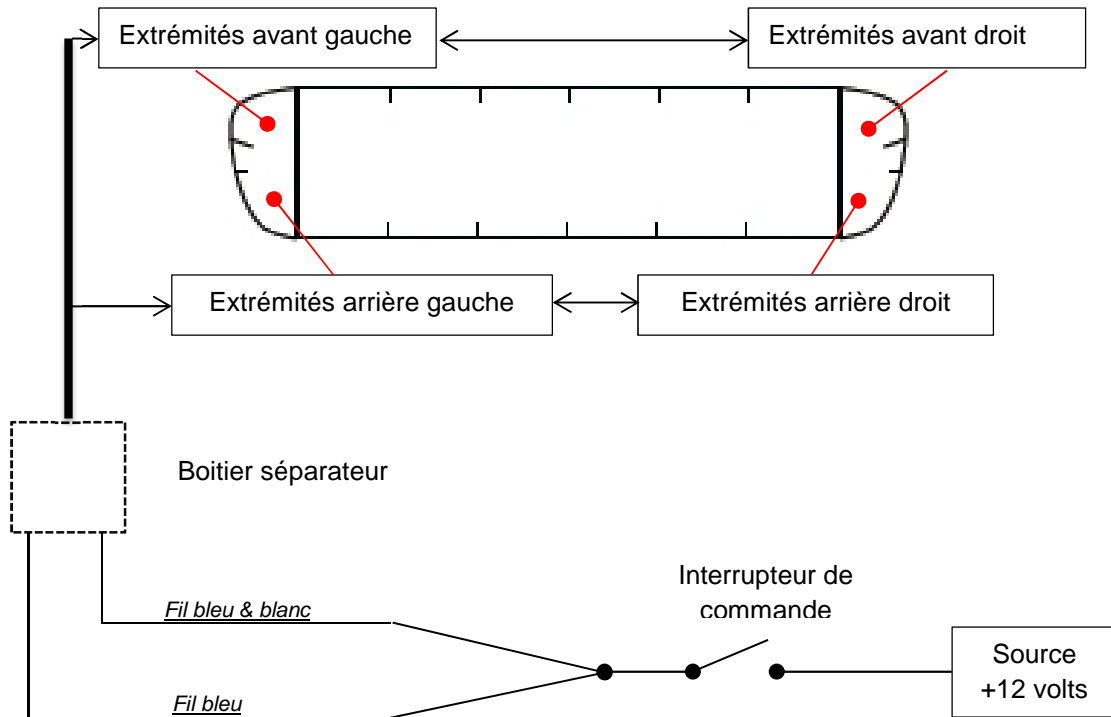 Extrémités avant gauche
Extrémités avant droit
Extrémités arrière gauche
Extrémités arrière droit
Boitier séparateur
Interrupteur de
commande
Fil bleu & blanc
Source
+12 volts
Fil bleu